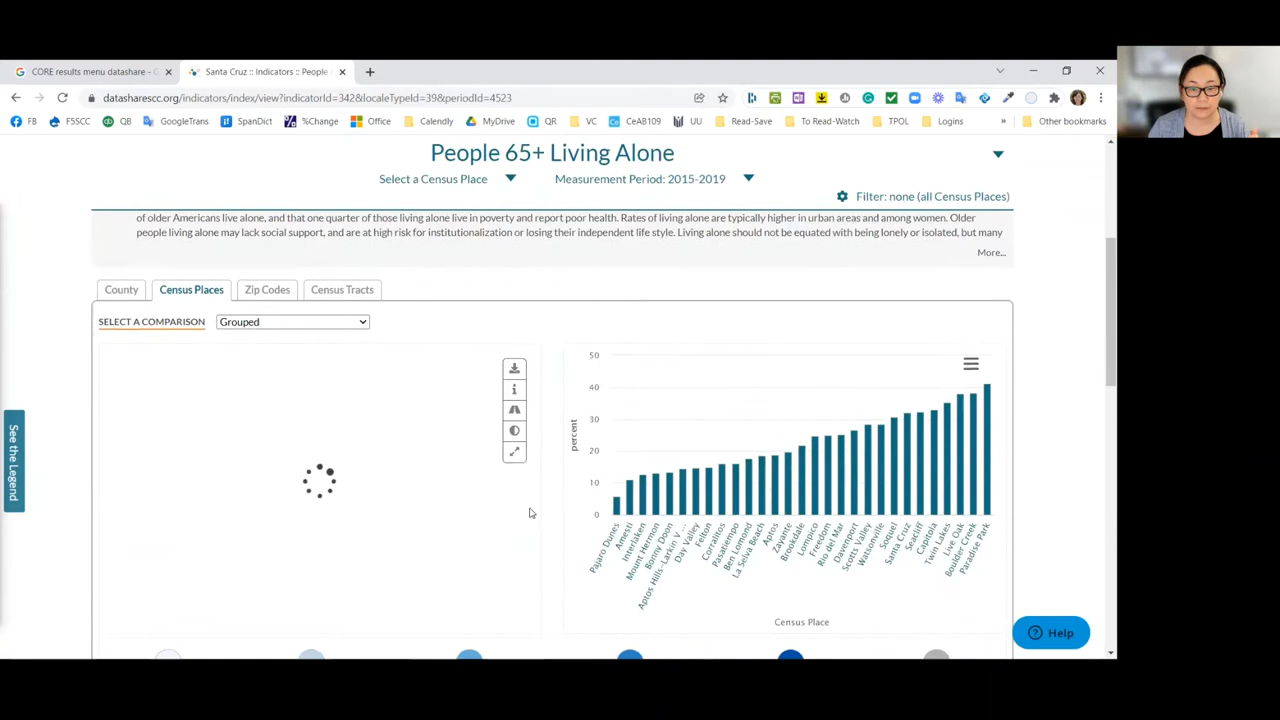 CORE results menu datashare - G
Santa Cruz :: Indicators :: People
datasharescc.org/indicators/index/view?indicatorId=342&localeTypeId=39&periodId=4523
FB
F5SCC
QB
GoogleTrans
SpanDict
%Change
Office
Calendly
MyDrive
QR
VC
CeAB109
UU
Read-Save
To Read-Watch
TPOL
Logins
»
Other bookmarks
People 65+ Living Alone
Select a Census Place
Measurement Period: 2015-2019
Filter: none (all Census Places)
of older Americans live alone, and that one quarter of those living alone live in poverty and report poor health. Rates of living alone are typically higher in urban areas and among women. Older
people living alone may lack social support, and are at high risk for institutionalization or losing their independent life style. Living alone should not be equated with being lonely or isolated, but many
More...
County
Census Places
Zip Codes
Census Tracts
SELECT A COMPARISON
Grouped
See the Legend
percent
50
40
30
20
10
0
Pajaro Dunes
Amesti
Interlaken
Mount Hermon
Bonny Doon
Aptos Hills-Larkin V ...
Day Valley
Felton
Corralitos
Pasatiempo
Ben Lomond
La Selva Beach
Aptos
Zayante
Brookdale
Lompico
Freedom
Rio del Mar
Davenport
Scotts Valley
Watsonville
Soquel
Santa Cruz
Seacliff
Capitola
Twin Lakes
Live Oak
Boulder Creek
Paradise Park
Census Place
Help